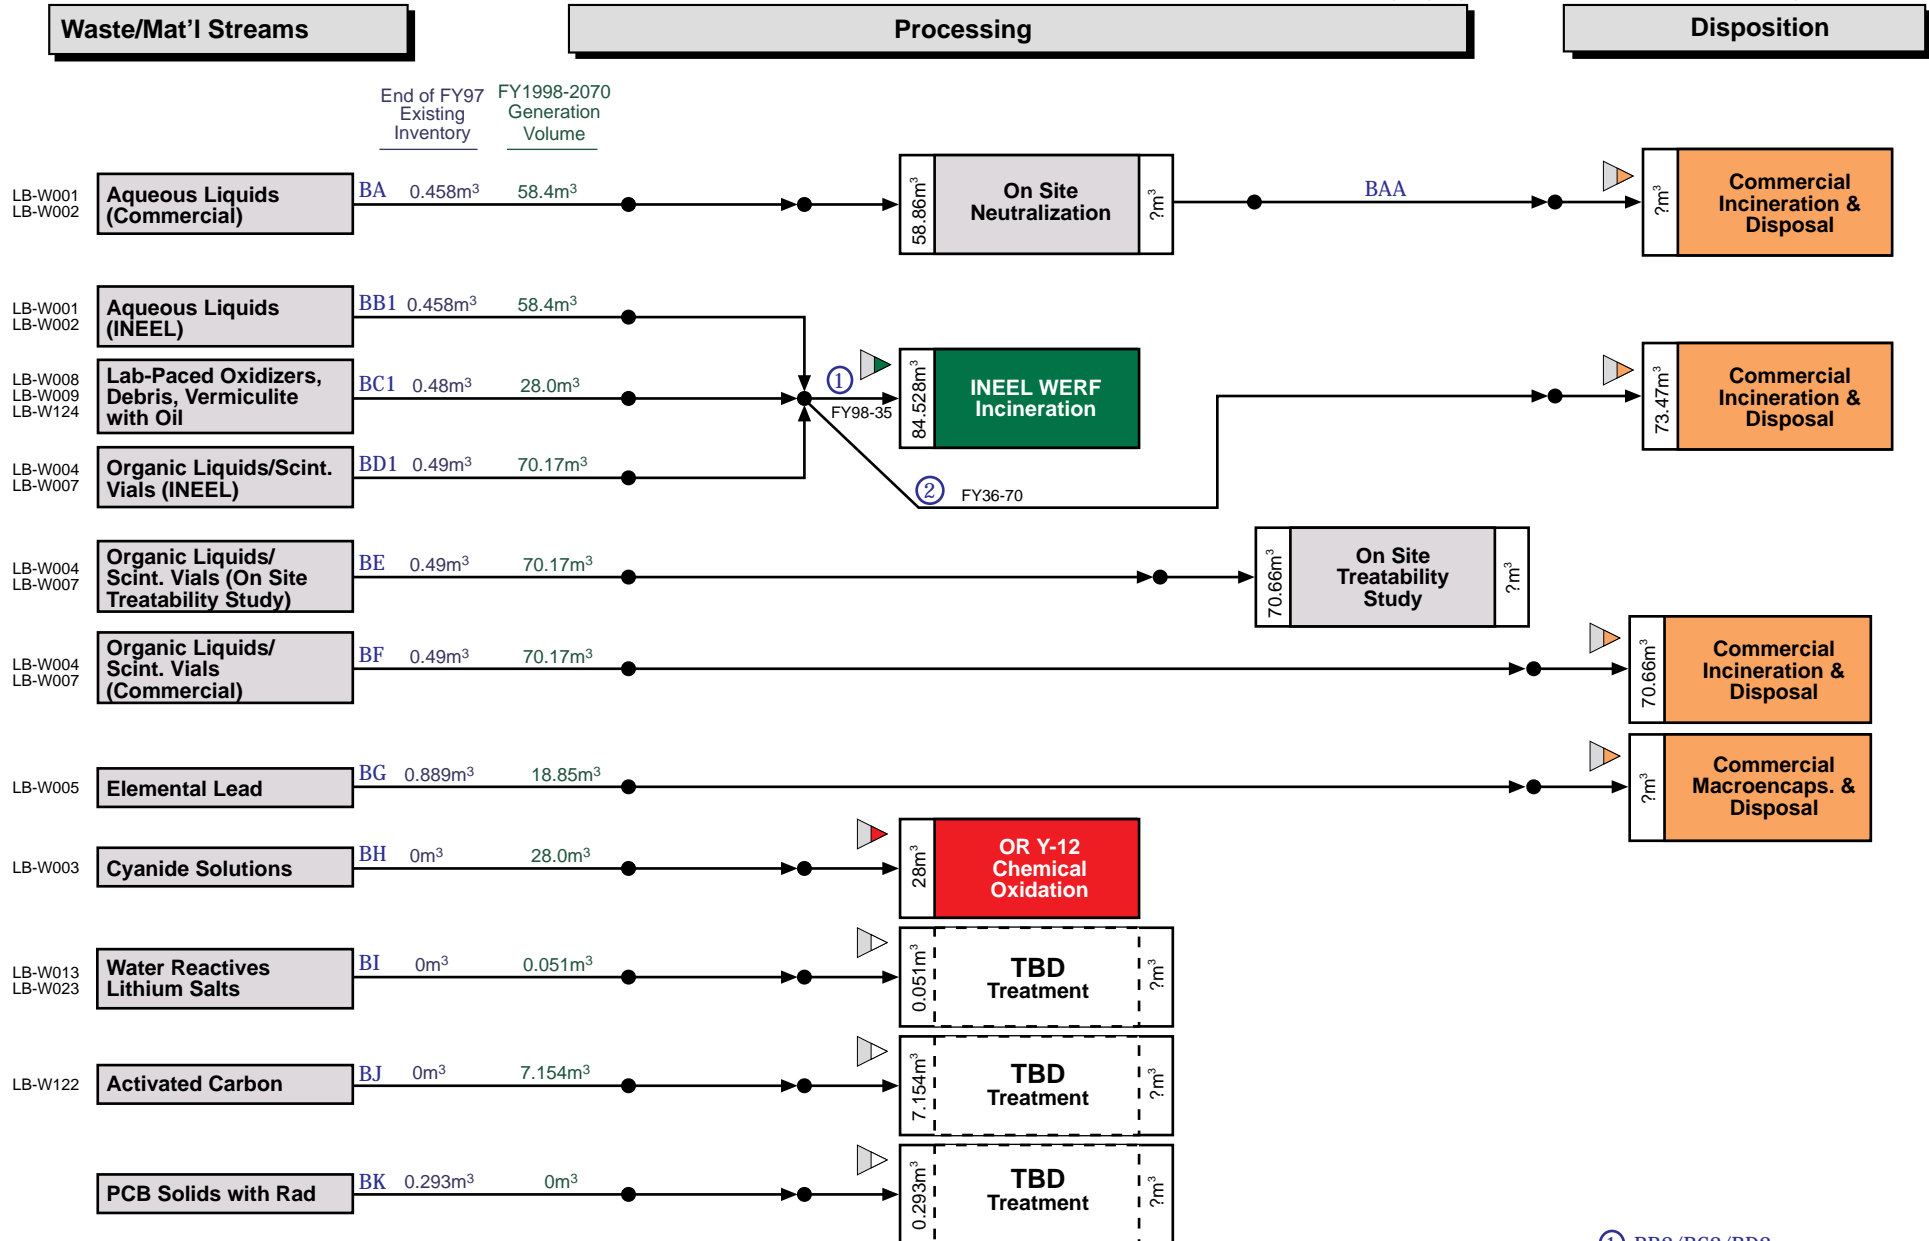 Waste/Mat'l Streams
Processing
Disposition
End of FY97
Existing
Inventory
FY1998-2070
Generation
Volume
LB-W001
LB-W002
Aqueous Liquids
(Commercial)
BA 0.458m³ 58.4m³
58.86m³
On Site
Neutralization
?m³
BAA
?m³
Commercial
Incineration &
Disposal
LB-W001
LB-W002
Aqueous Liquids
(INEEL)
BB1 0.458m³ 58.4m³
LB-W008
LB-W009
LB-W124
Lab-Paced Oxidizers,
Debris, Vermiculite
with Oil
BC1 0.48m³ 28.0m³
1
FY98-35
84.528m³
INEEL WERF
Incineration
73.47m³
Commercial
Incineration &
Disposal
LB-W004
LB-W007
Organic Liquids/Scint.
Vials (INEEL)
BD1 0.49m³ 70.17m³
2 FY36-70
LB-W004
LB-W007
Organic Liquids/
Scint. Vials (On Site
Treatability Study)
BE 0.49m³ 70.17m³
70.66m³
On Site
Treatability
Study
?m³
LB-W004
LB-W007
Organic Liquids/
Scint. Vials
(Commercial)
BF 0.49m³ 70.17m³
70.66m³
Commercial
Incineration &
Disposal
LB-W005
Elemental Lead
BG 0.889m³ 18.85m³
?m³
Commercial
Macroencaps. &
Disposal
LB-W003
Cyanide Solutions
BH 0m³ 28.0m³
28m³
OR Y-12
Chemical
Oxidation
LB-W013
LB-W023
Water Reactives
Lithium Salts
BI 0m³ 0.051m³
0.051m³
TBD
Treatment
?m³
LB-W122
Activated Carbon
BJ 0m³ 7.154m³
7.154m³
TBD
Treatment
?m³
PCB Solids with Rad
BK 0.293m³ 0m³
0.293m³
TBD
Treatment
?m³